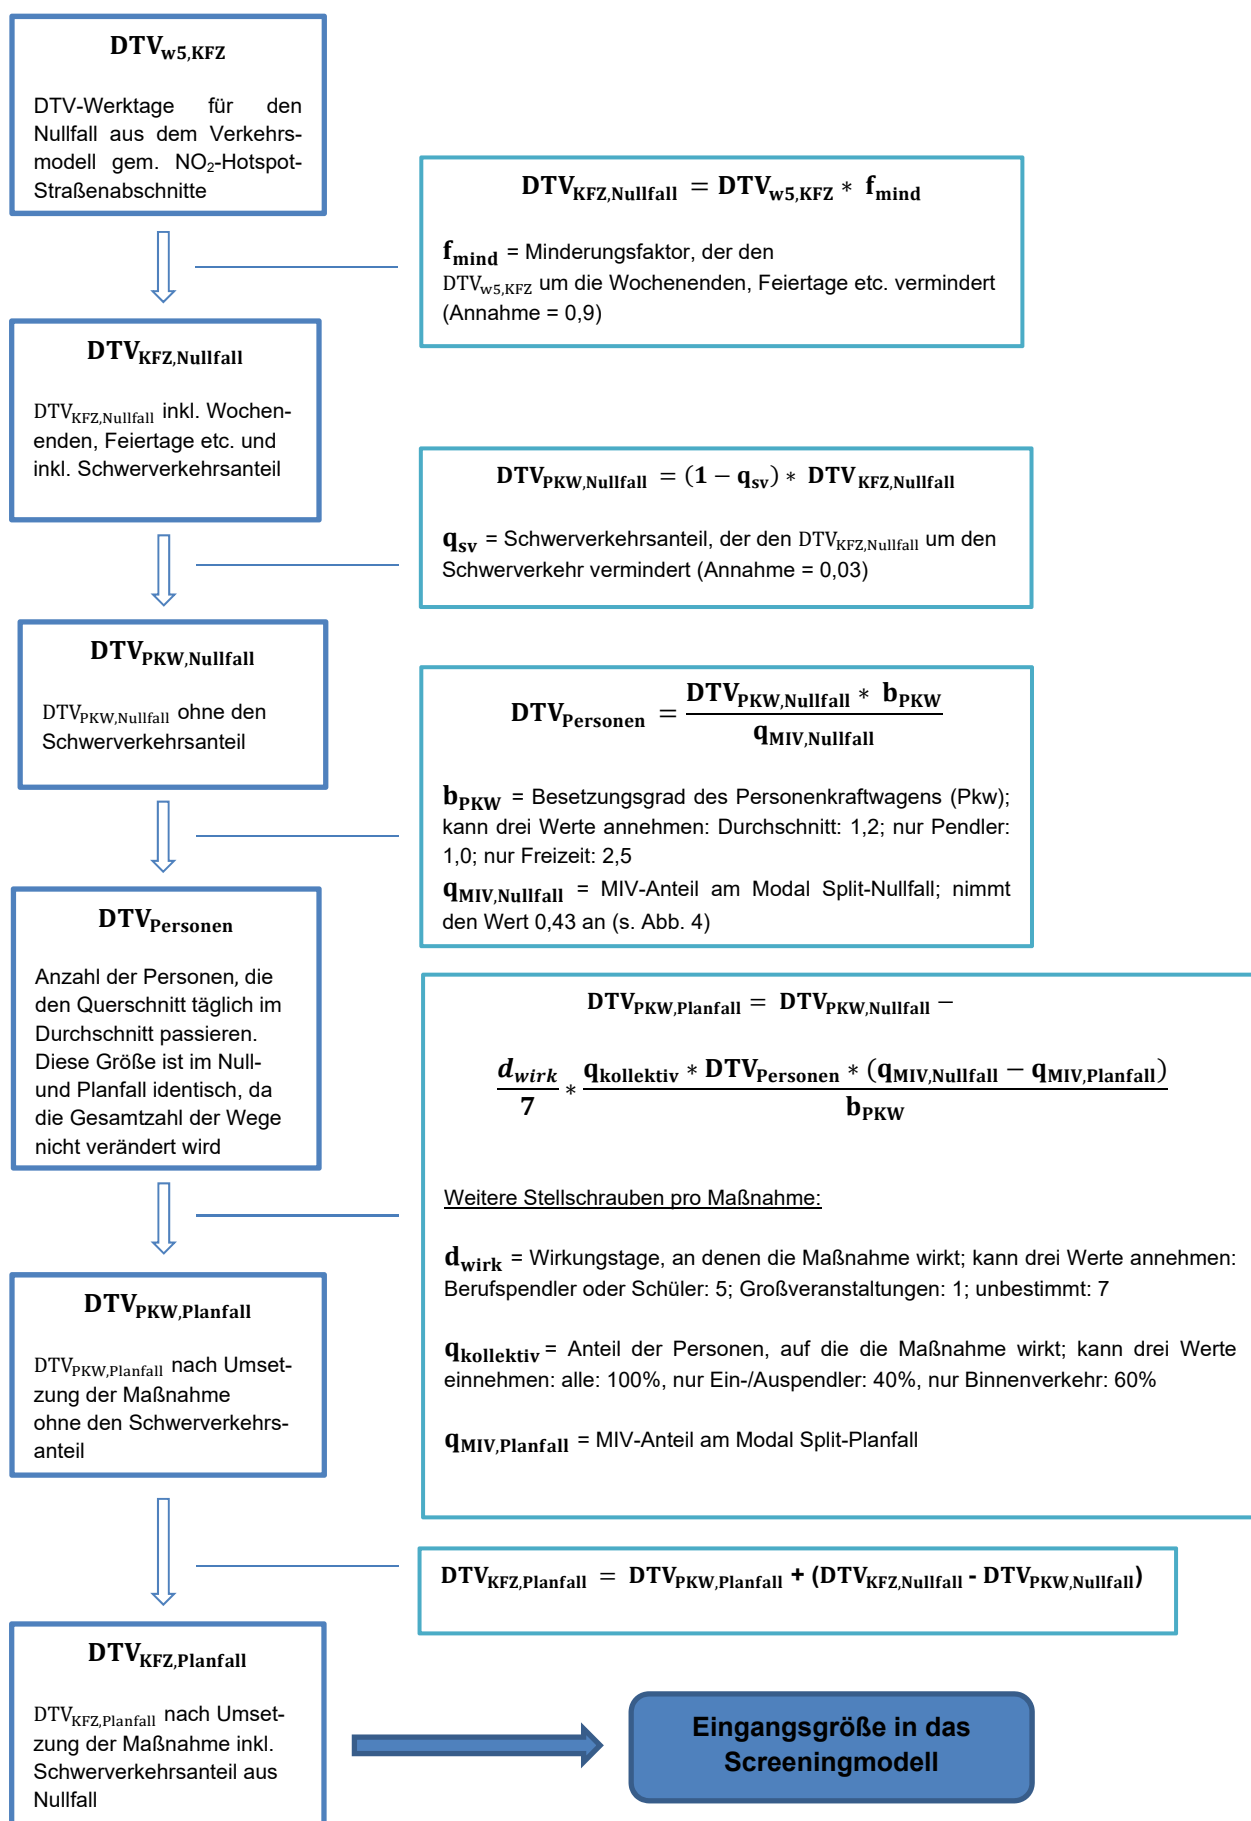 DTVw5,KFZ
DTV-Werktage für den
Nullfall aus dem Verkehrs-
modell gem. NO2-Hotspot-
Straßenabschnitte
DTVKFZ,Nullfall = DTVw5,KFZ * fmind
fmind = Minderungsfaktor, der den
DTVw5,KFZ um die Wochenenden, Feiertage etc. vermindert
(Annahme = 0,9)
DTVKFZ,Nullfall
DTVKFZ,Nullfall inkl. Wochen-
enden, Feiertage etc. und
inkl. Schwerverkehrsanteil
DTVPKW,Nullfall = (1 − qsv) * DTVKFZ,Nullfall
qsv = Schwerverkehrsanteil, der den DTVKFZ,Nullfall um den
Schwerverkehr vermindert (Annahme = 0,03)
DTVPKW,Nullfall
DTVPKW,Nullfall ohne den
Schwerverkehrsanteil
DTVPersonen = DTVPKW,Nullfall * bPKW
qMIV,Nullfall
bPKW = Besetzungsgrad des Personenkraftwagens (Pkw);
kann drei Werte annehmen: Durchschnitt: 1,2; nur Pendler:
1,0; nur Freizeit: 2,5
qMIV,Nullfall = MIV-Anteil am Modal Split-Nullfall; nimmt
den Wert 0,43 an (s. Abb. 4)
DTVPersonen
Anzahl der Personen, die
den Querschnitt täglich im
Durchschnitt passieren.
Diese Größe ist im Null-
und Planfall identisch, da
die Gesamtzahl der Wege
nicht verändert wird
DTVPKW,Planfall = DTVPKW,Nullfall −
dwirk
7
* qkollektiv * DTVPersonen * (qMIV,Nullfall − qMIV,Planfall)
bPKW
Weitere Stellschrauben pro Maßnahme:
dwirk = Wirkungstage, an denen die Maßnahme wirkt; kann drei Werte annehmen:
Berufspendler oder Schüler: 5; Großveranstaltungen: 1; unbestimmt: 7
qkollektiv = Anteil der Personen, auf die die Maßnahme wirkt; kann drei Werte
einnehmen: alle: 100%, nur Ein-/Auspendler: 40%, nur Binnenverkehr: 60%
qMIV,Planfall = MIV-Anteil am Modal Split-Planfall
DTVPKW,Planfall
DTVPKW,Planfall nach Umset-
zung der Maßnahme
ohne den Schwerverkehrs-
anteil
DTVKFZ,Planfall = DTVPKW,Planfall + (DTVKFZ,Nullfall - DTVPKW,Nullfall)
DTVKFZ,Planfall
DTVKFZ,Planfall nach Umset-
zung der Maßnahme inkl.
Schwerverkehrsanteil aus
Nullfall
Eingangsgröße in das
Screeningmodell